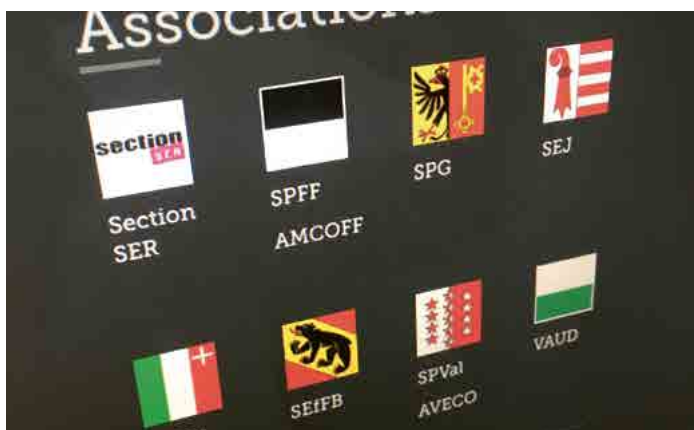 Associations
section
SER
Section
SER
SPFF
AMCOFF
SPG
SEJ
SEfFB
SPVal
AVECO
VAUD